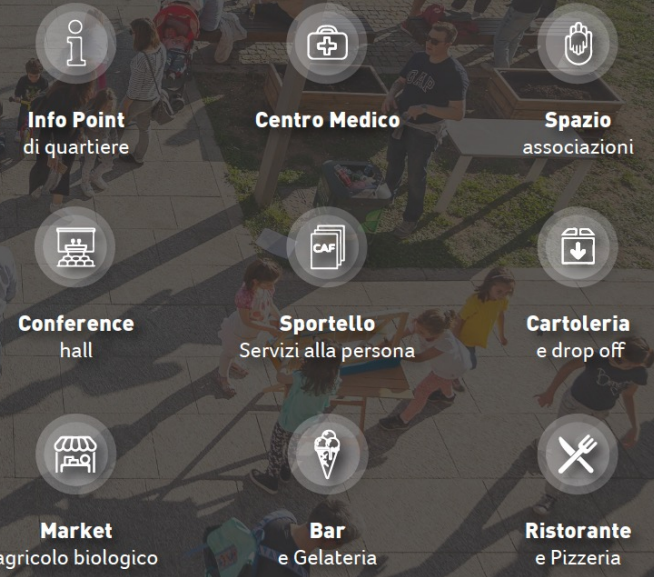 Info Point
di quartiere
Centro Medico
Spazio
associazioni
CAF
Conference
hall
Sportello
Servizi alla persona
Cartoleria
e drop off
Market
agricolo biologico
Bar
e Gelateria
Ristorante
e Pizzeria